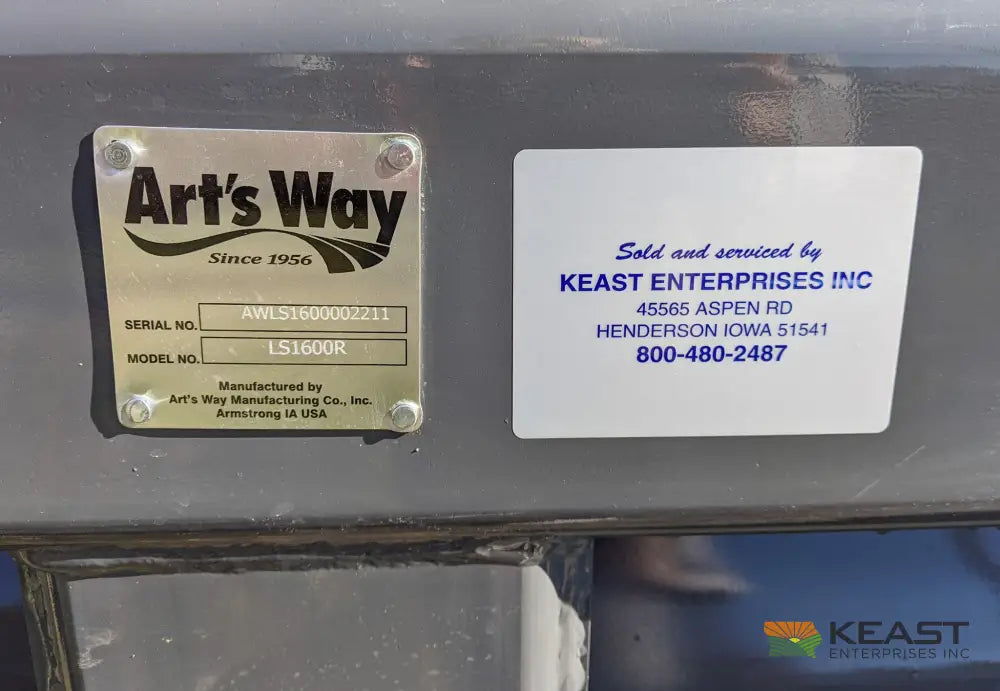 Art's Way
Since 1956
SERIAL NO. AWLS1600002211
MODEL NO. LS1600R
Manufactured by
Art's Way Manufacturing Co., Inc.
Armstrong IA USA
Sold and serviced by
KEAST ENTERPRISES INC
45565 ASPEN RD
HENDERSON IOWA 51541
800-480-2487
KEAST
ENTERPRISES INC